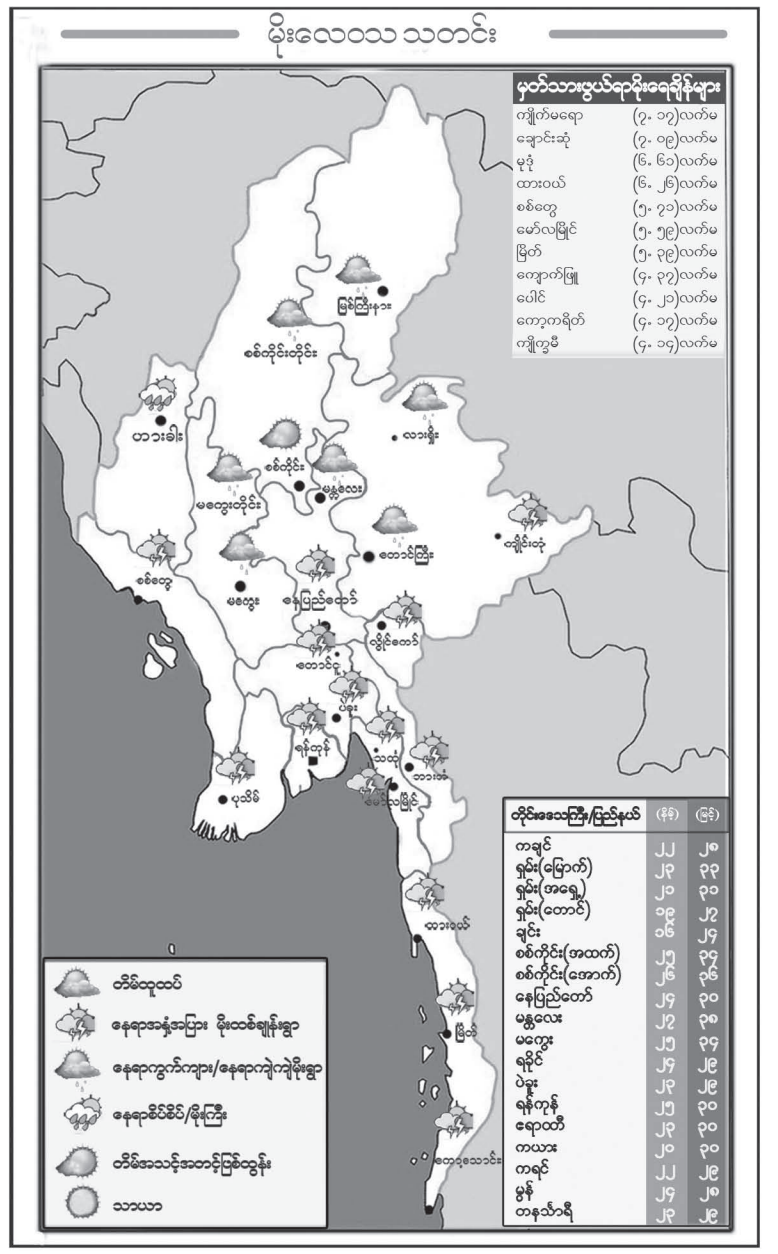 မိုးလေဝသ သတင်း
မှတ်သားဖွယ်ရာမိုးရေချိန်များ
ကျိုက်မရော (၇. ၁၇)လက်မ
ချောင်းဆုံ (၇. ၀၉)လက်မ
မုဒုံ (၆. ၆၁)လက်မ
ထားဝယ် (၆. ၂၆)လက်မ
စစ်တွေ (၅. ၇၁)လက်မ
မော်လမြိုင် (၅. ၅၉)လက်မ
မြိတ် (၅. ၃၉)လက်မ
ကျောက်ဖြူ (၄. ၃၇)လက်မ
ပေါင် (၄. ၂၁)လက်မ
ကော့ကရိတ် (၄. ၁၇)လက်မ
ကျိုက္ခမီ (၄. ၁၄)လက်မ
မြစ်ကြီးနား
စစ်ကိုင်းတိုင်း
ဟားခါး
လားရှိုး
စစ်ကိုင်း
မန္တလေး
မကွေးတိုင်း
ကျိုင်းတုံ
တောင်ကြီး
စစ်တွေ
မကွေး
နေပြည်တော်
လွိုင်ကော်
တောင်ငူ
ပဲခူး
ရန်ကုန်
သထုံ
ဘားအံ
ပုသိမ်
မော်လမြိုင်
ထားဝယ်
မြိတ်
ကော့သောင်း
တိမ်ထူထပ်
နေရာအနှံ့အပြား မိုးထစ်ချုန်းရွာ
နေရာကွက်ကျား/နေရာကျဲကျဲမိုးရွာ
နေရာစိပ်စိပ်/မိုးကြီး
တိမ်အသင့်အတင့်ဖြစ်ထွန်း
သာယာ
တိုင်းဒေသကြီး/ပြည်နယ် (နိမ့်) (မြင့်)
ကချင် ၂၂ ၂၈
ရှမ်း(မြောက်) ၂၃ ၃၃
ရှမ်း(အရှေ့) ၂၁ ၃၁
ရှမ်း(တောင်) ၁၉ ၂၇
ချင်း ၁၆ ၂၄
စစ်ကိုင်း(အထက်) ၂၅ ၃၄
စစ်ကိုင်း(အောက်) ၂၆ ၃၆
နေပြည်တော် ၂၄ ၃၀
မန္တလေး ၂၇ ၃၈
မကွေး ၂၅ ၃၄
ရခိုင် ၂၄ ၂၉
ပဲခူး ၂၃ ၂၉
ရန်ကုန် ၂၅ ၃၀
ဧရာဝတီ ၂၃ ၃၀
ကယား ၂၀ ၃၀
ကရင် ၂၂ ၂၉
မွန် ၂၄ ၂၈
တနင်္သာရီ ၂၃ ၂၉